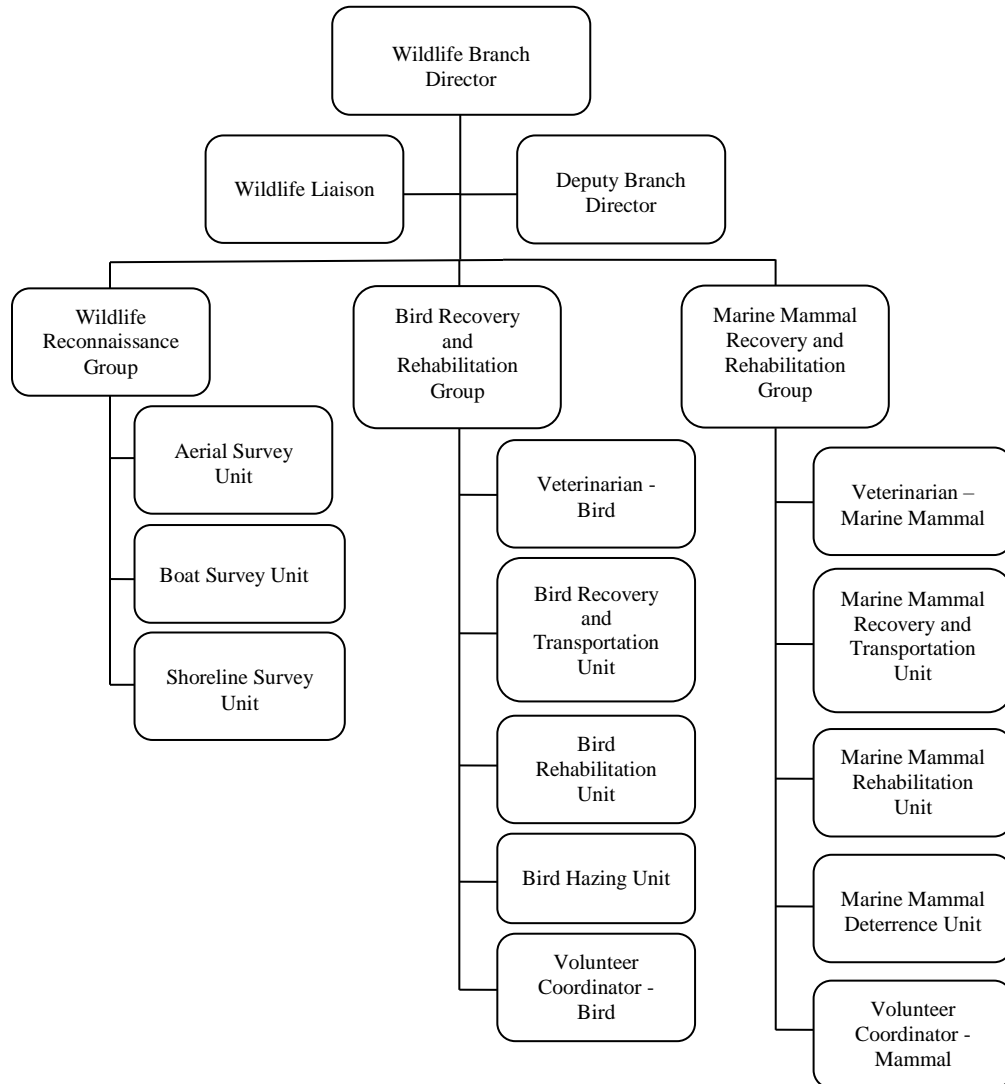 Wildlife Branch
Director
Wildlife Liaison
Deputy Branch
Director
Wildlife
Reconnaissance
Group
Aerial Survey
Unit
Boat Survey Unit
Shoreline Survey
Unit
Bird Recovery
and
Rehabilitation
Group
Veterinarian -
Bird
Bird Recovery
and
Transportation
Unit
Bird
Rehabilitation
Unit
Bird Hazing Unit
Volunteer
Coordinator -
Bird
Marine Mammal
Recovery and
Rehabilitation
Group
Veterinarian –
Marine Mammal
Marine Mammal
Recovery and
Transportation
Unit
Marine Mammal
Rehabilitation
Unit
Marine Mammal
Deterrence Unit
Volunteer
Coordinator -
Mammal